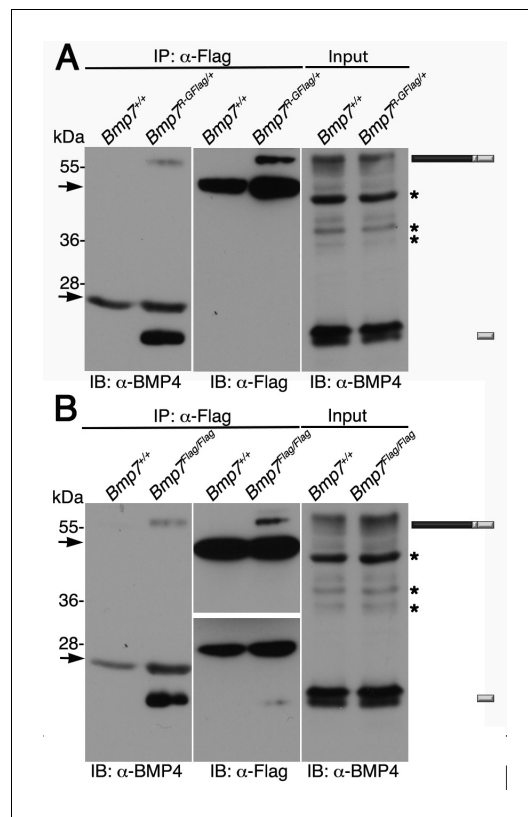 A
IP: α-Flag Input
Bmp7+/+ Bmp7R-GFlag/+ Bmp7+/+ Bmp7R-GFlag/+ Bmp7+/+ Bmp7R-GFlag/+
kDa
55-
*
36-
*
*
28-
IB: α-BMP4 IB: α-Flag IB: α-BMP4
B
IP: α-Flag Input
Bmp7+/+ Bmp7Flag/Flag Bmp7+/+ Bmp7Flag/Flag Bmp7+/+ Bmp7Flag/Flag
kDa
55-
*
*
36-
*
28-
IB: α-BMP4 IB: α-Flag IB: α-BMP4